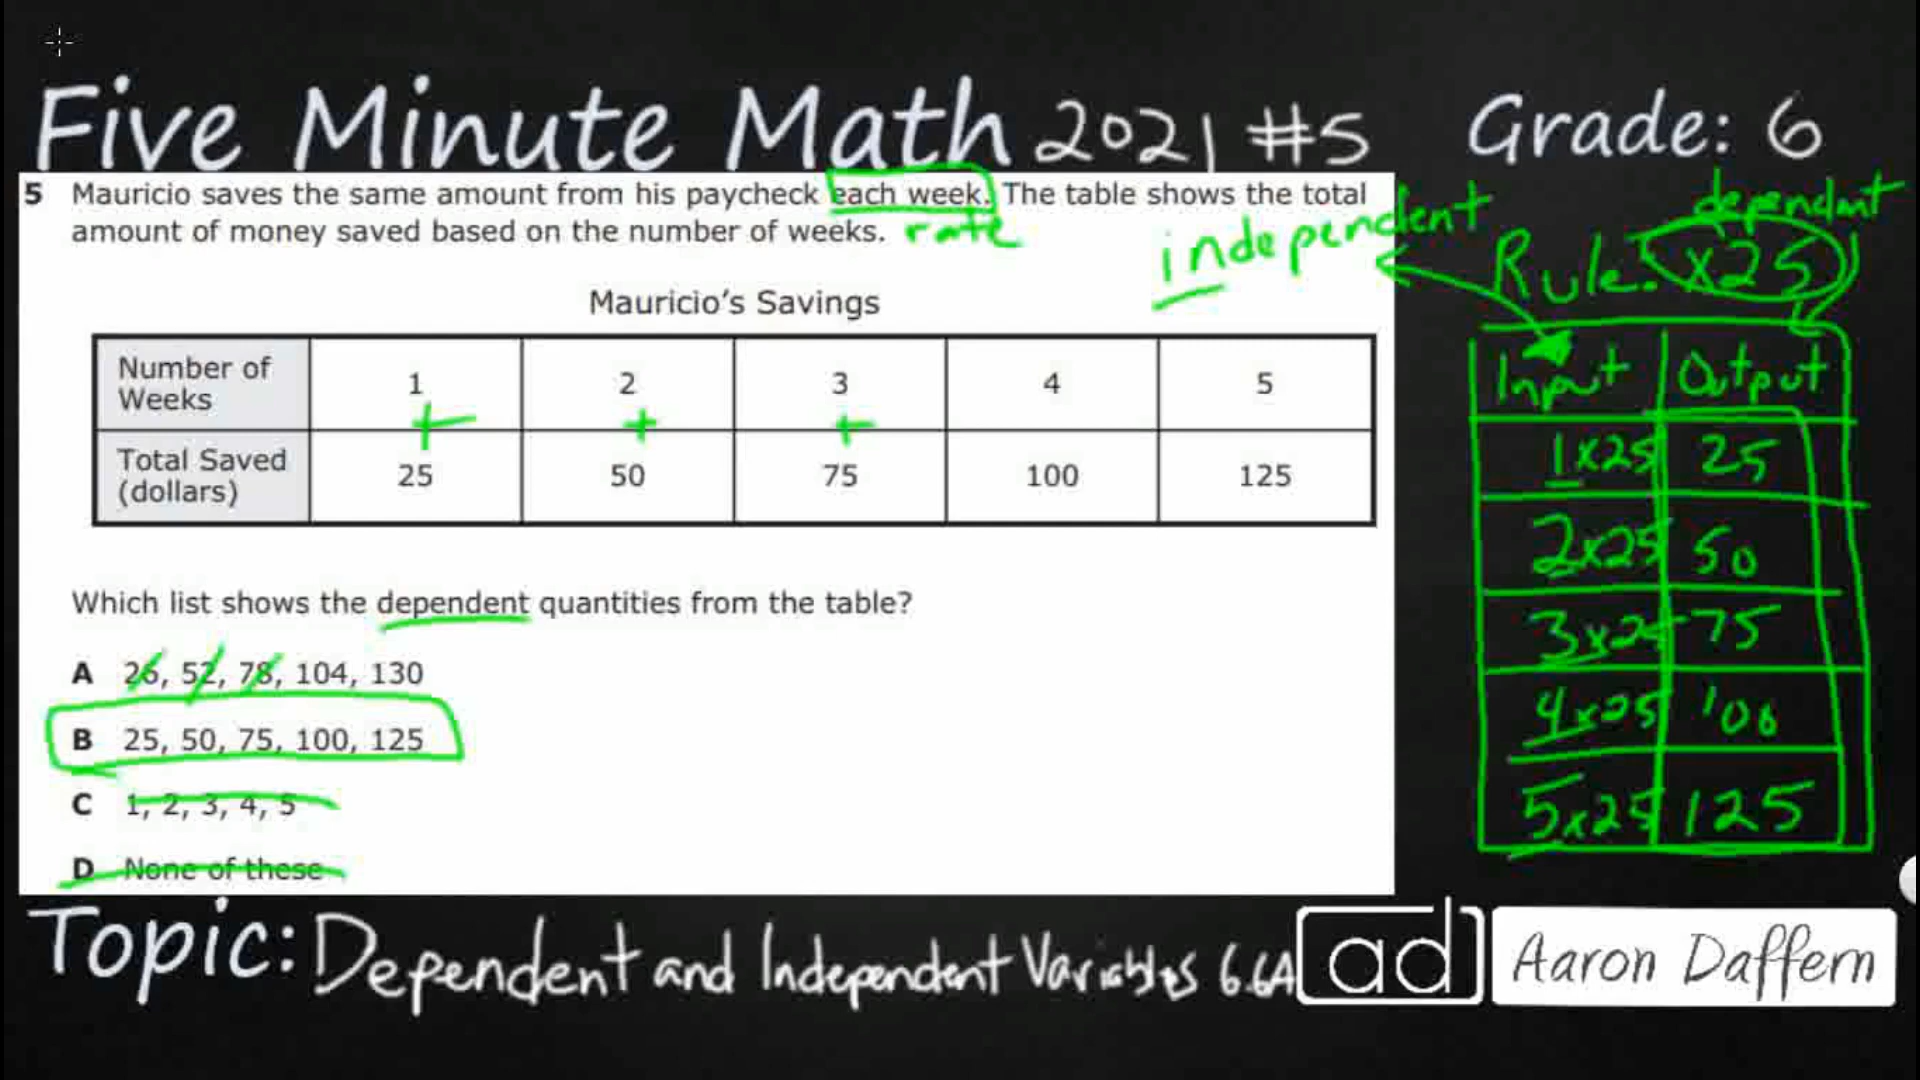 Five Minute Math 2021 #5 Grade: 6
5 Mauricio saves the same amount from his paycheck each week. The table shows the total
amount of money saved based on the number of weeks. rate
independent
dependent
Rule: x25
Mauricio's Savings
Number of Weeks 1 2 3 4 5
Total Saved (dollars) 25 50 75 100 125
+ + +
Input Output
1x25 25
2x25 50
3x25 75
4x25 100
5x25 125
Which list shows the dependent quantities from the table?
A 26, 52, 78, 104, 130
B 25, 50, 75, 100, 125
C 1, 2, 3, 4, 5
D None of these
Topic: Dependent and Independent Variables 6.6A
ad Aaron Daffern